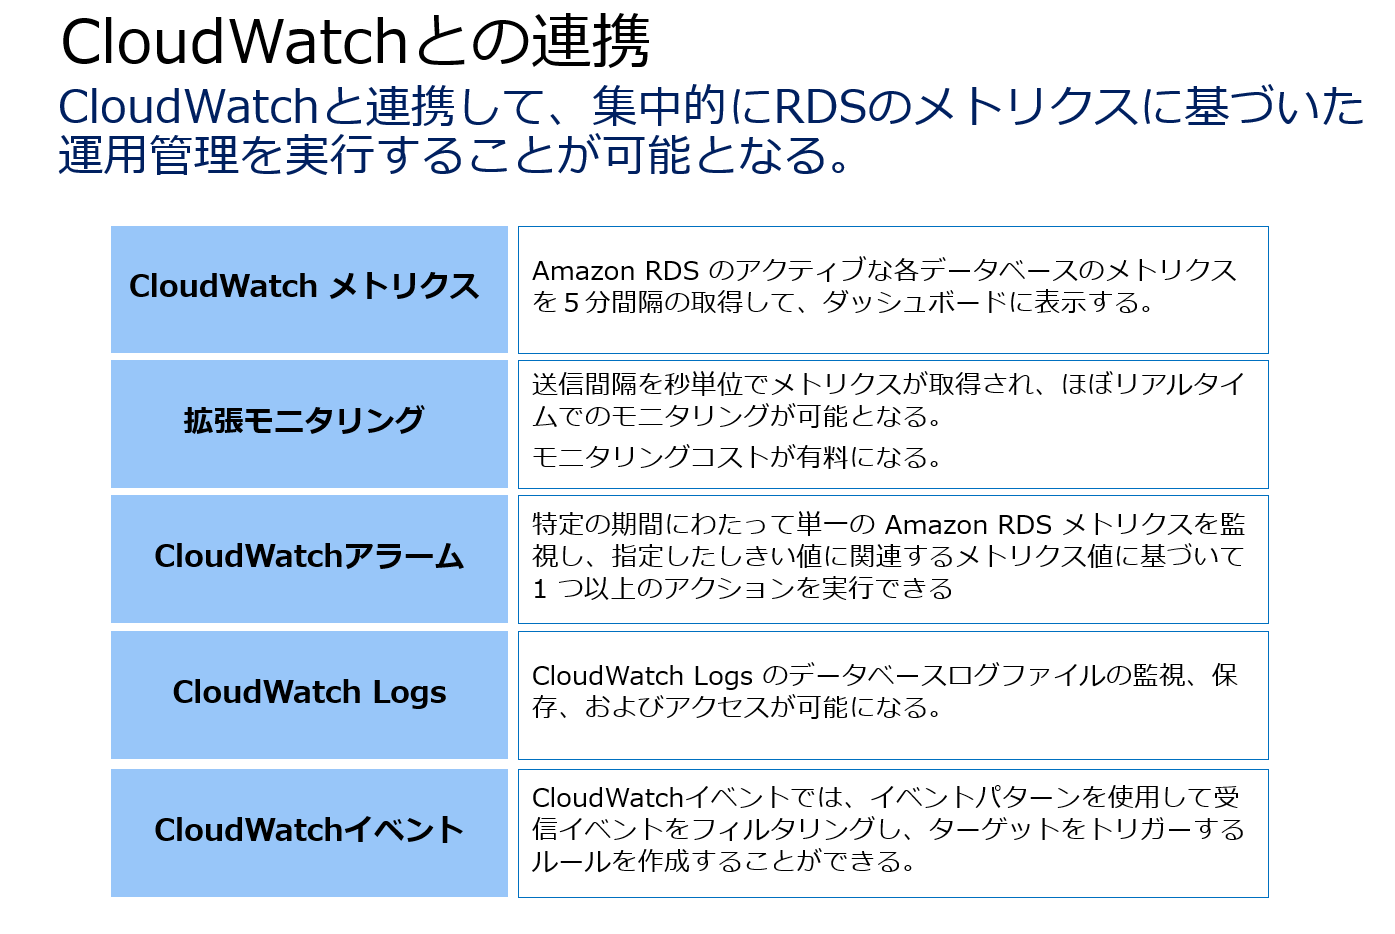 CloudWatchとの連携
CloudWatchと連携して、集中的にRDSのメトリクスに基づいた
運用管理を実行することが可能となる。
CloudWatch メトリクス
Amazon RDS のアクティブな各データベースのメトリクス
を５分間隔の取得して、ダッシュボードに表示する。
拡張モニタリング
送信間隔を秒単位でメトリクスが取得され、ほぼリアルタイ
ムでのモニタリングが可能となる。
モニタリングコストが有料になる。
CloudWatchアラーム
特定の期間にわたって単一の Amazon RDS メトリクスを監
視し、指定したしきい値に関連するメトリクス値に基づいて
1 つ以上のアクションを実行できる
CloudWatch Logs
CloudWatch Logs のデータベースログファイルの監視、保
存、およびアクセスが可能になる。
CloudWatchイベント
CloudWatchイベントでは、イベントパターンを使用して受
信イベントをフィルタリングし、ターゲットをトリガーする
ルールを作成することができる。